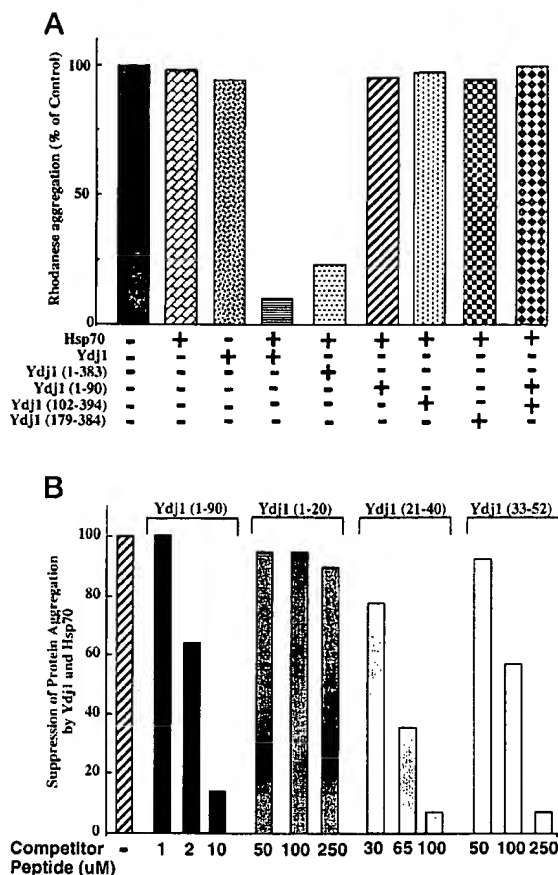 A
Rhodanese aggregation (% of Control)
100
50
0
Hsp70 - + - + + + + + +
Ydj1 - - + + - - - - -
Ydj1 (1-383) - - - - + - - - -
Ydj1 (1-90) - - - - - + - - +
Ydj1 (102-394) - - - - - - + - +
Ydj1 (179-384) - - - - - - - + -
B
Suppression of Protein Aggregation
by Ydj1 and Hsp70
Ydj1 (1-90) Ydj1 (1-20) Ydj1 (21-40) Ydj1 (33-52)
100
80
60
40
20
0
Competitor - 1 2 10 50 100 250 30 65 100 50 100 250
Peptide (uM)